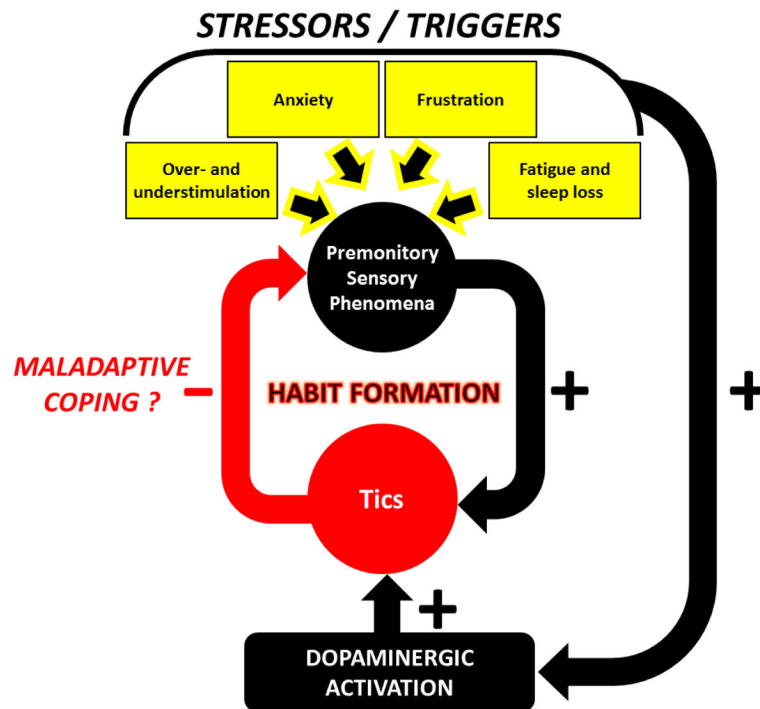 STRESSORS / TRIGGERS
Anxiety
Frustration
Over- and
understimulation
Fatigue and
sleep loss
Premonitory
Sensory
Phenomena
MALADAPTIVE
COPING ?
–
HABIT FORMATION
+
+
Tics
+
DOPAMINERGIC
ACTIVATION